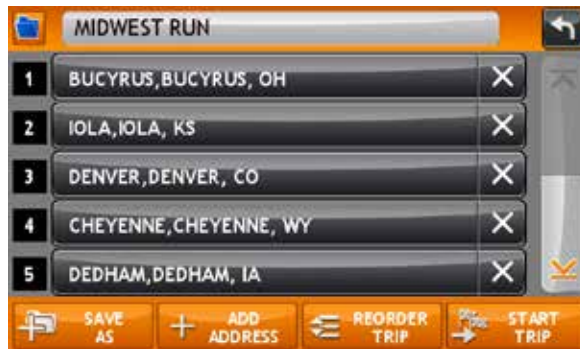 MIDWEST RUN
1 BUCYRUS,BUCYRUS, OH
2 IOLA,IOLA, KS
3 DENVER,DENVER, CO
4 CHEYENNE,CHEYENNE, WY
5 DEDHAM,DEDHAM, IA
SAVE AS
ADD ADDRESS
REORDER TRIP
START TRIP